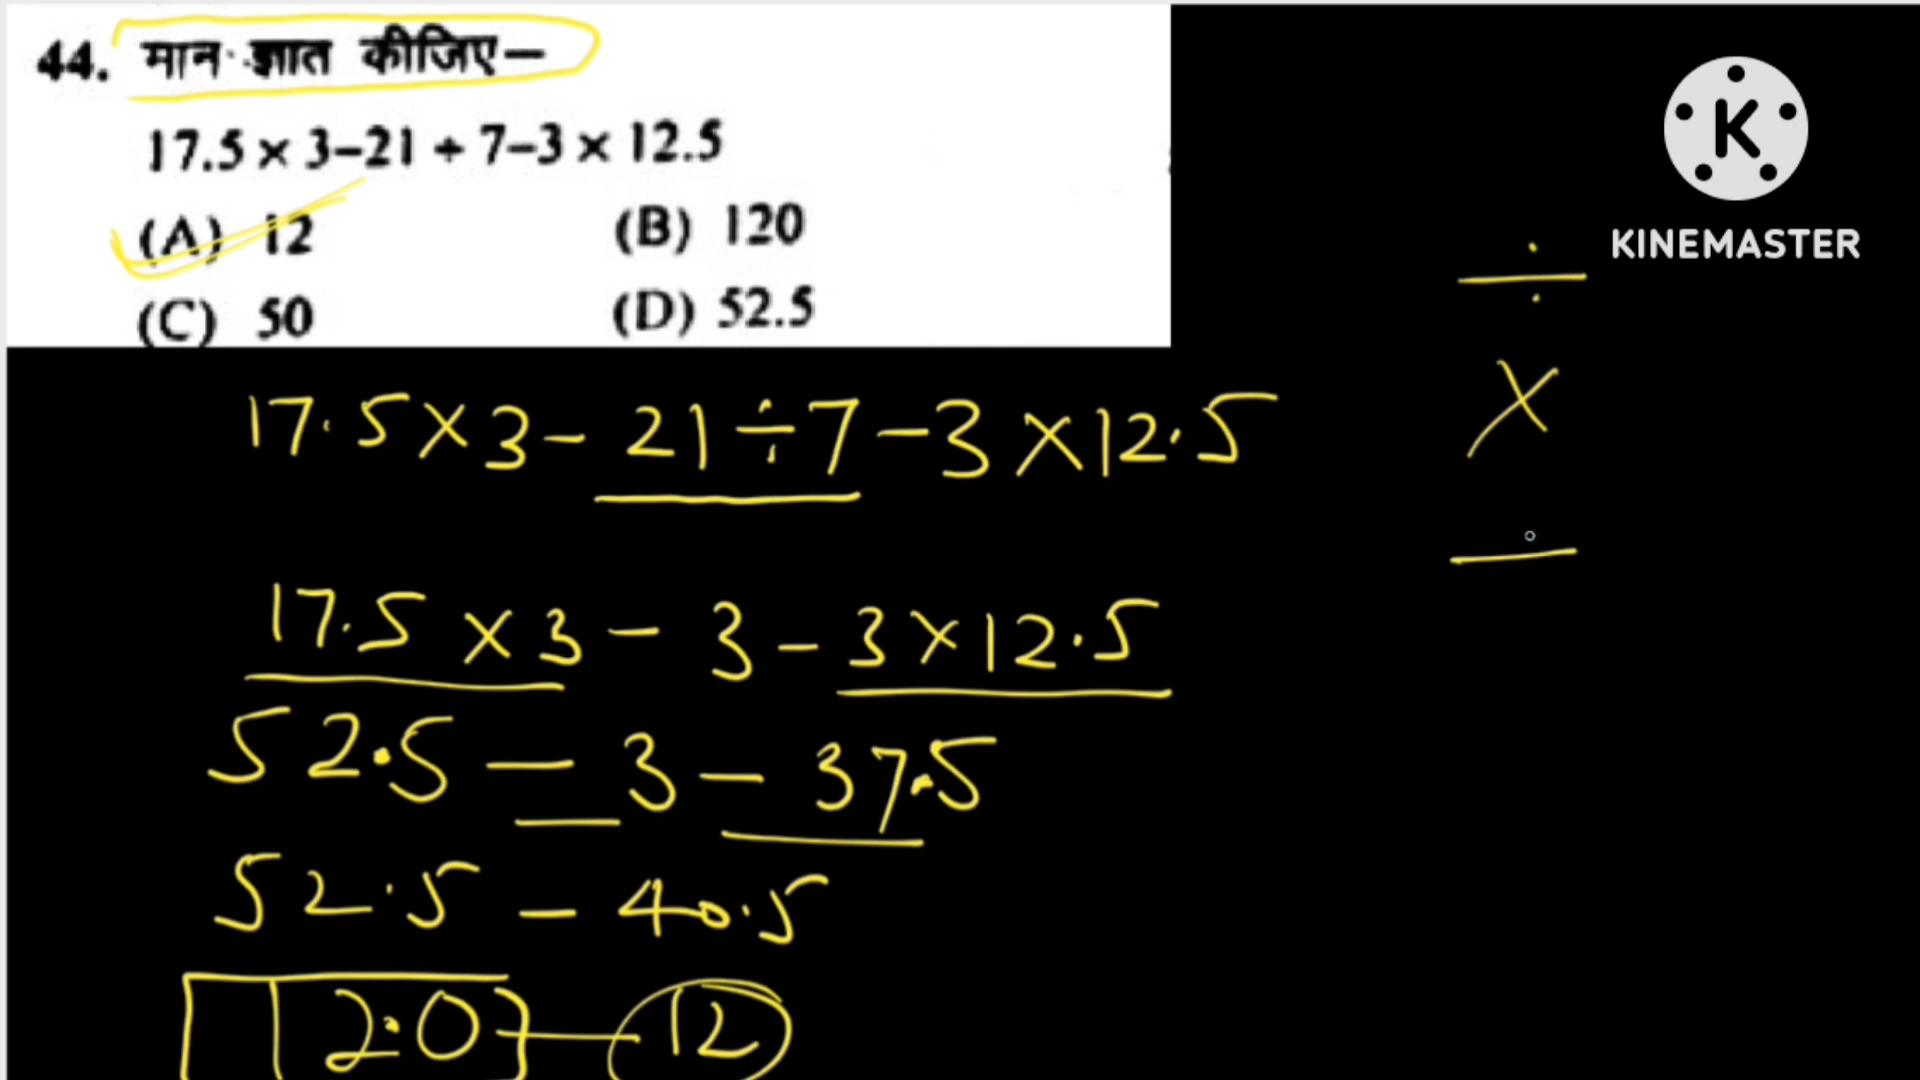 44. मान ज्ञात कीजिए–
17.5 × 3–21 ÷ 7–3 × 12.5
(A) 12 (B) 120
(C) 50 (D) 52.5
K
KINEMASTER
÷
×
–
17.5 × 3 – 21 ÷ 7 – 3 × 12.5
17.5 × 3 – 3 – 3 × 12.5
52.5 – 3 – 37.5
52.5 – 40.5
12.0 – 12